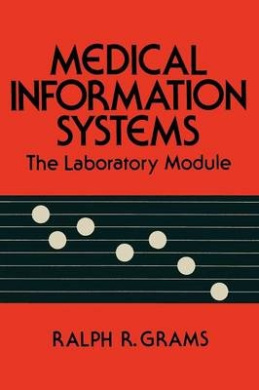 MEDICAL
INFORMATION
SYSTEMS
The Laboratory Module
RALPH R. GRAMS